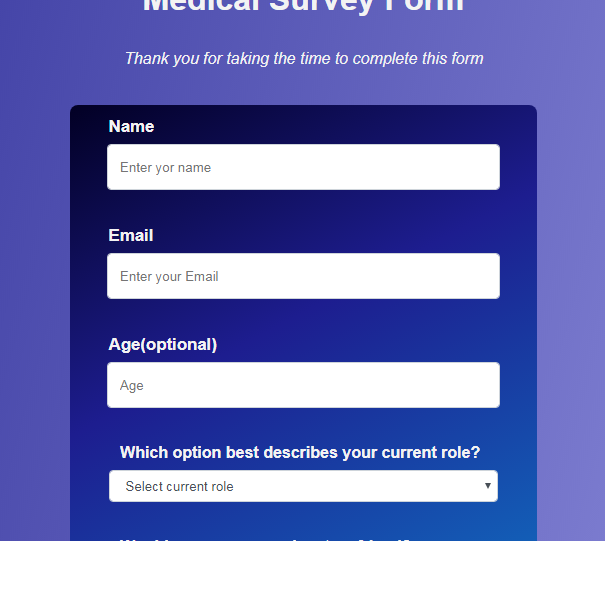 Medical Survey Form
Thank you for taking the time to complete this form
Name
Enter yor name
Email
Enter your Email
Age(optional)
Age
Which option best describes your current role?
Select current role